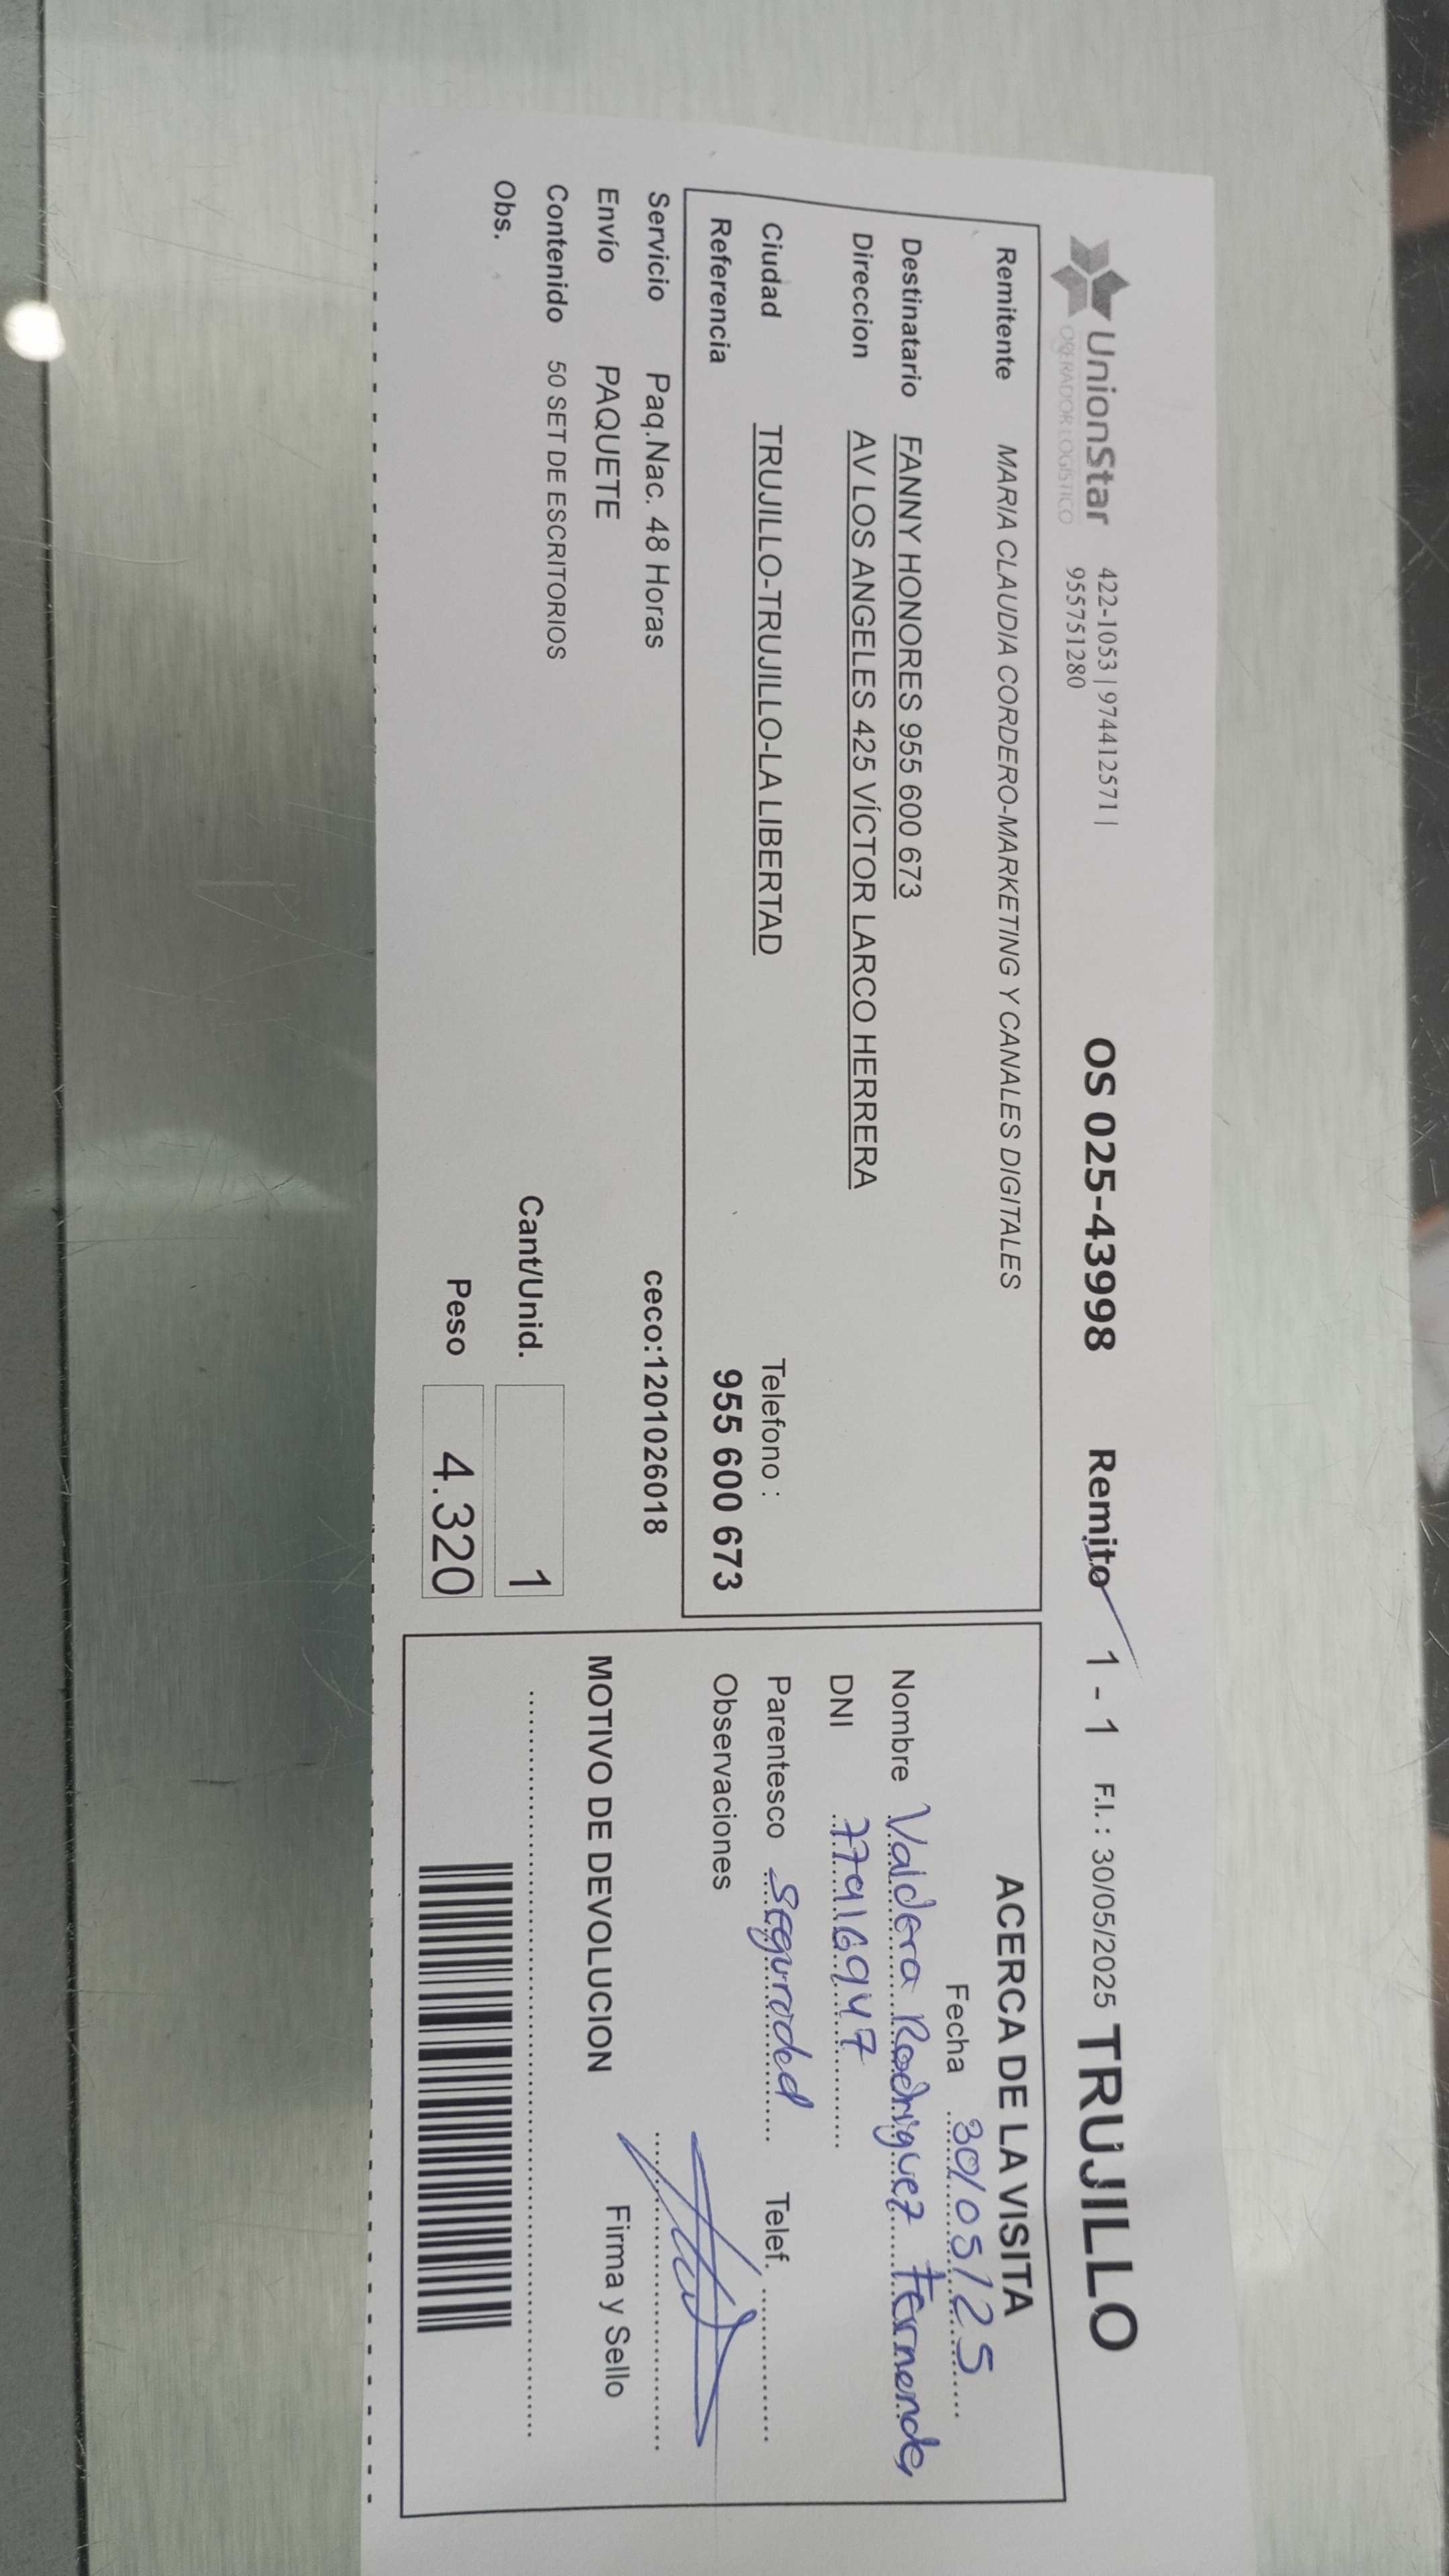 UnionStar
OPERADOR LOGISTICO
422-1053 | 974412571 |
955751280
OS 025-43998 Remito 1 - 1 F.I. : 30/05/2025 TRUJILLO
Remitente MARIA CLAUDIA CORDERO-MARKETING Y CANALES DIGITALES
Destinatario FANNY HONORES 955 600 673
Direccion AV LOS ANGELES 425 VÍCTOR LARCO HERRERA
Ciudad TRUJILLO-TRUJILLO-LA LIBERTAD Telefono :
Referencia 955 600 673
Servicio Paq.Nac. 48 Horas ceco:1201026018
Envío PAQUETE
Contenido 50 SET DE ESCRITORIOS
Obs.
Cant/Unid. 1
Peso 4.320
ACERCA DE LA VISITA
Fecha 30/05/25
Nombre Valdera Rodriguez
DNI 77916947
Parentesco Seguridad Telef.
Observaciones
Firma y Sello
MOTIVO DE DEVOLUCION